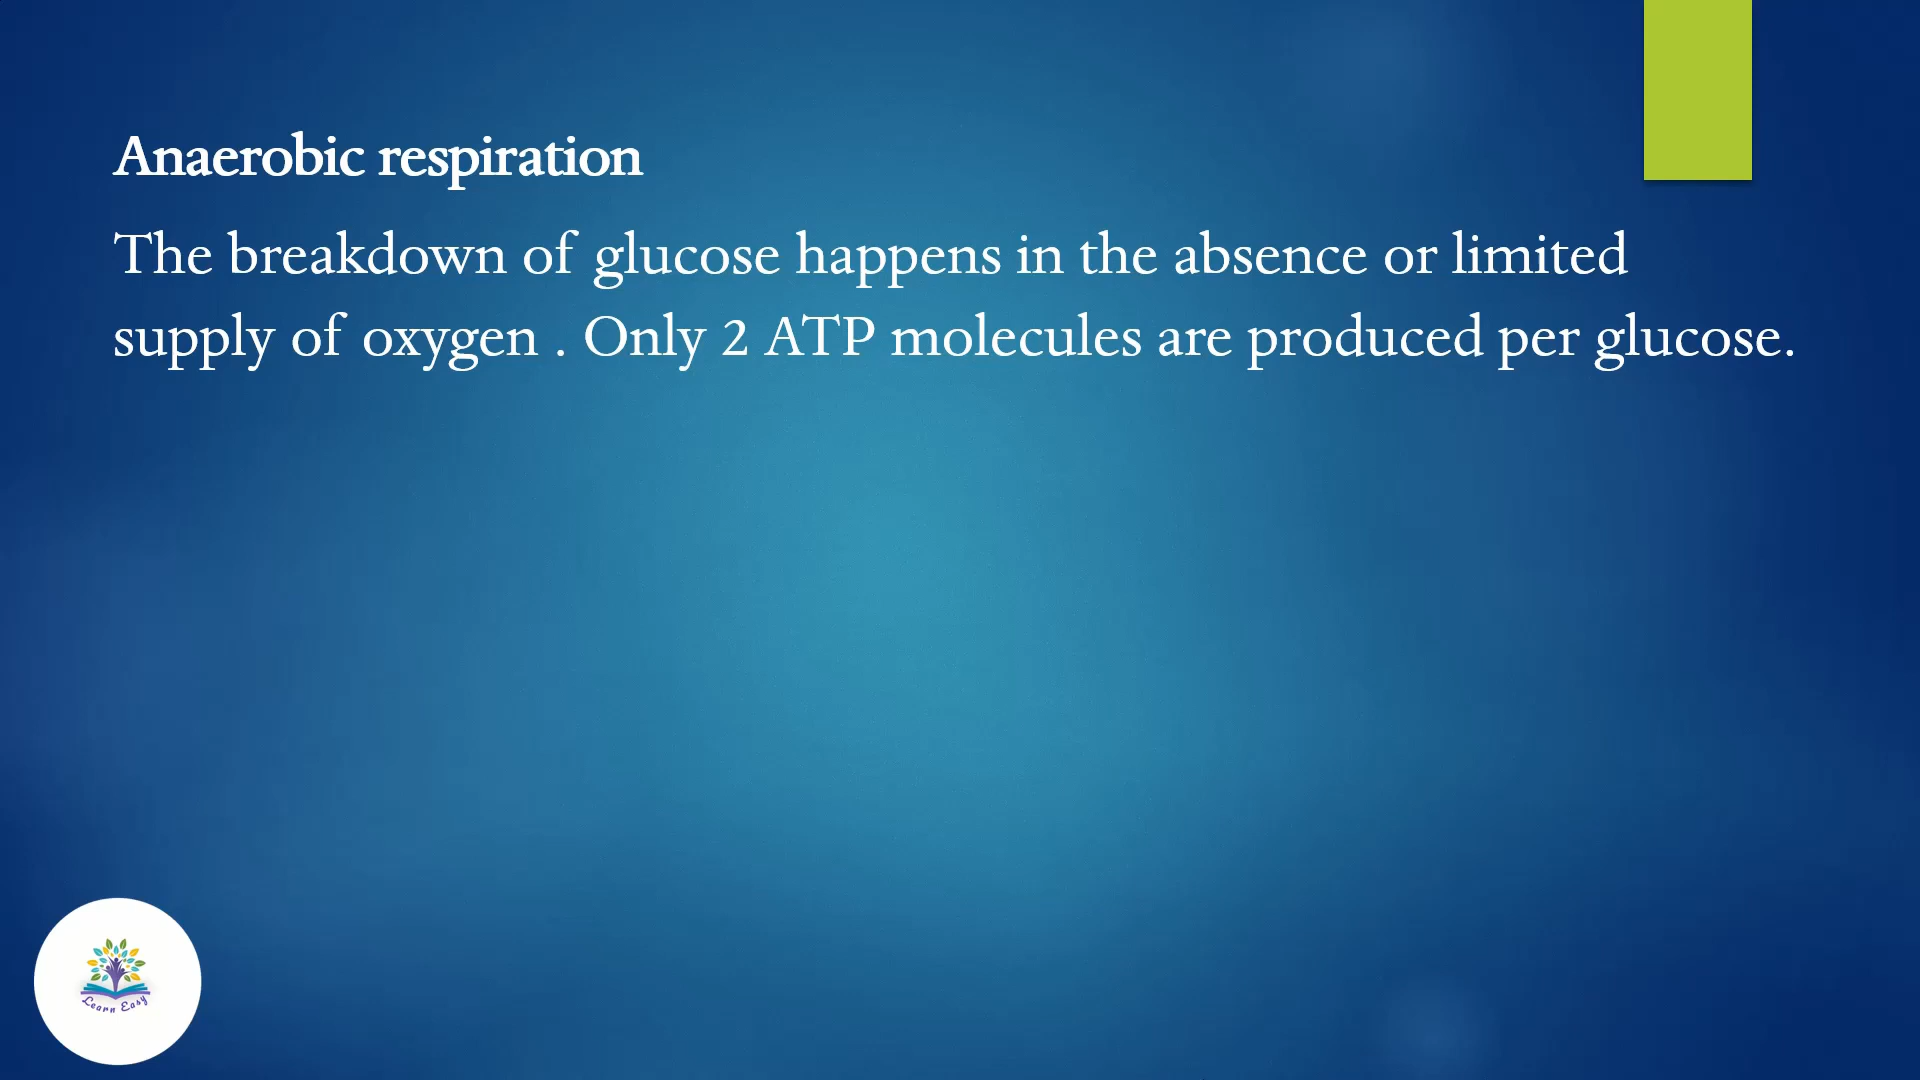 Anaerobic respiration
The breakdown of glucose happens in the absence or limited
supply of oxygen . Only 2 ATP molecules are produced per glucose.
Learn Easy